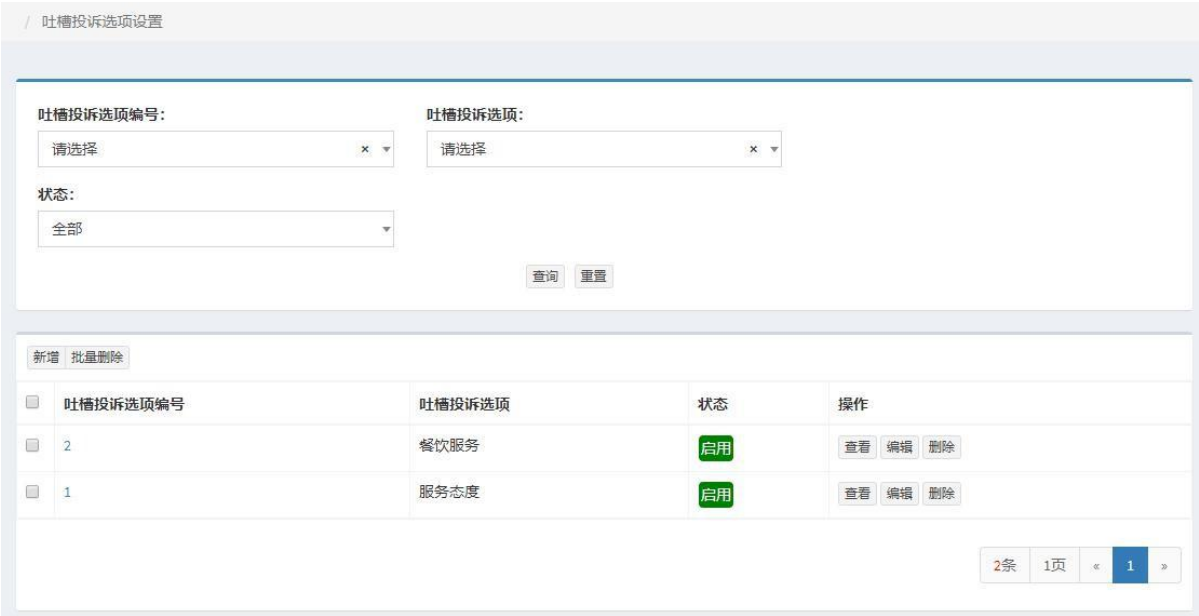 / 吐槽投诉选项设置
吐槽投诉选项编号: 吐槽投诉选项:
请选择 × 请选择 ×
状态:
全部
查询 重置
新增 批量删除
吐槽投诉选项编号 吐槽投诉选项 状态 操作
2 餐饮服务 启用 查看 编辑 删除
1 服务态度 启用 查看 编辑 删除
2条 1页 « 1 »